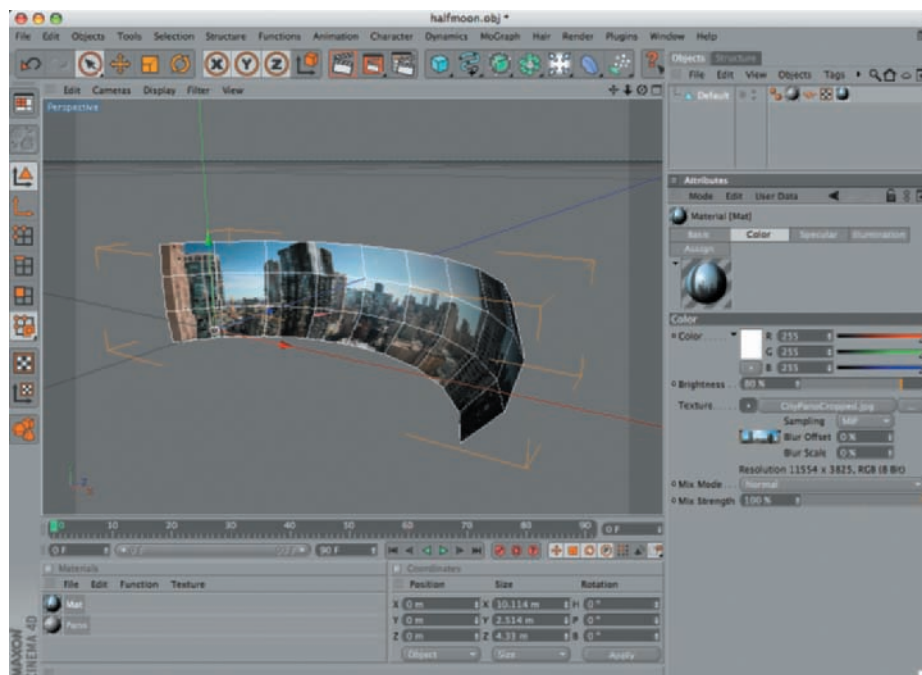 halfmoon.obj *
File Edit Objects Tools Selection Structure Functions Animation Character Dynamics MoGraph Hair Render Plugins Window Help
Objects Structure
File Edit View Objects Tags
Edit Cameras Display Filter View
Default
Perspective
Attributes
Mode Edit User Data
Material [Mat]
Basic Color Specular Illumination
Assign
Color
Color R 255
G 255
B 255
Brightness 80 %
Texture CityPanoCropped.jpg ...
Sampling MIP
Blur Offset 0 %
Blur Scale 0 %
Resolution 11554 x 3825, RGB (8 Bit)
Mix Mode Normal
Mix Strength 100 %
Z
X
0 10 20 30 40 50 60 70 80 90 0 F
0 F 90 F
Materials
File Edit Function Texture
Mat
Coordinates
Position Size Rotation
X 0 m X 10.114 m H 0 °
Y 0 m Y 2.514 m P 0 °
Z 0 m Z 4.33 m B 0 °
Object Size Apply
MAXON
CINEMA 4D